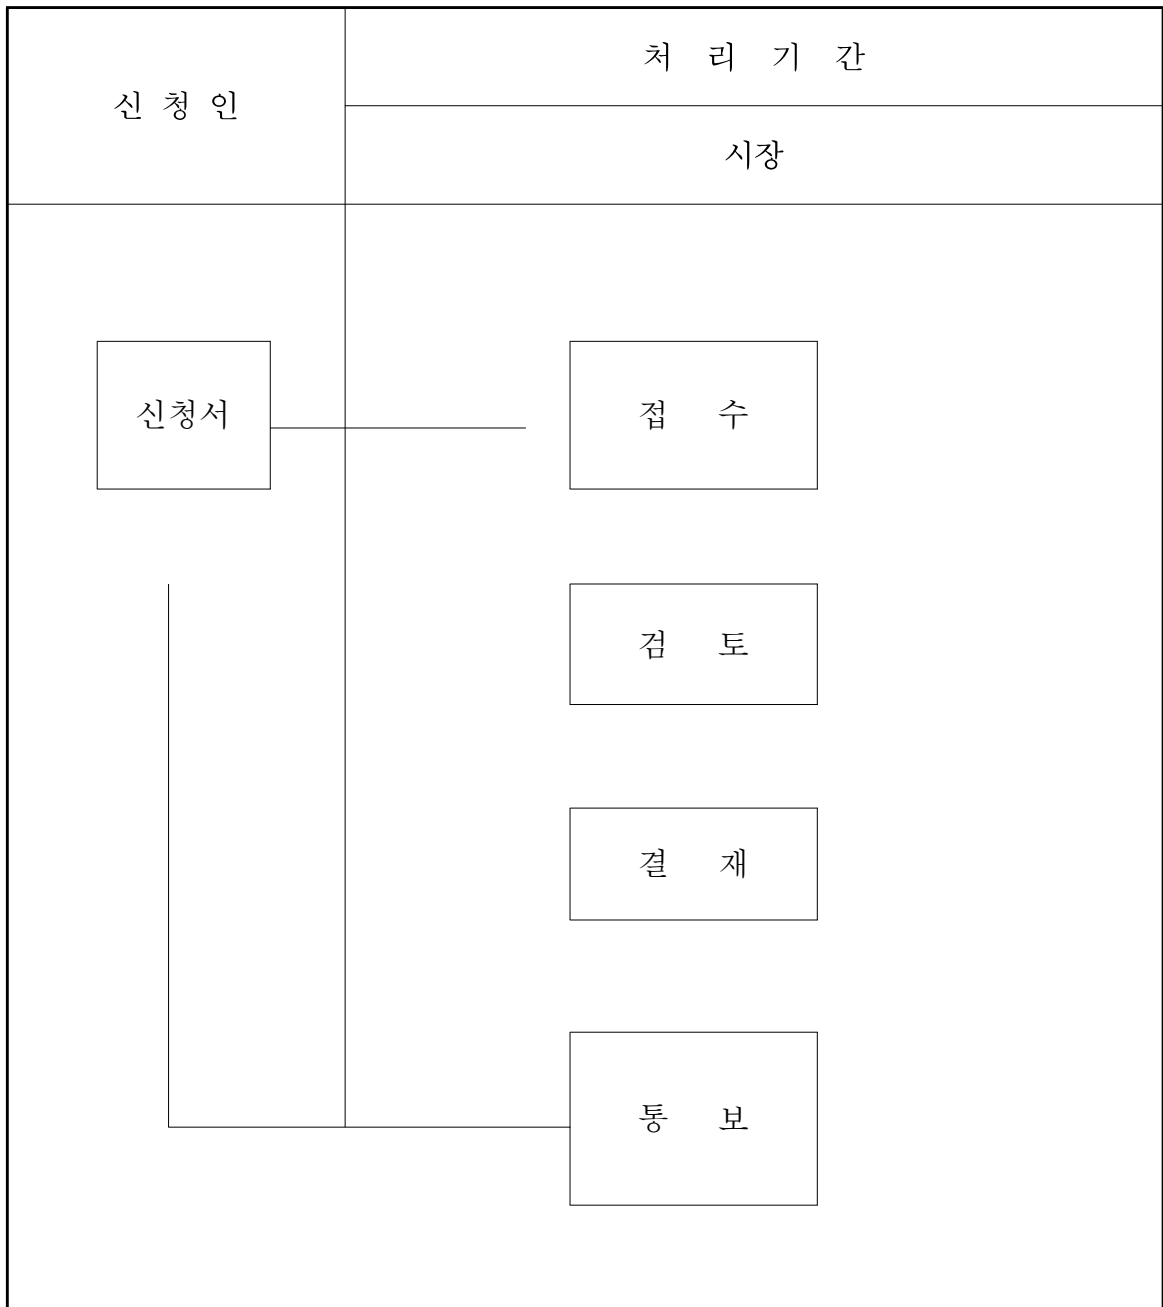 처 리 기 간
신 청 인
시장
신청서
접 수
검 토
결 재
통 보